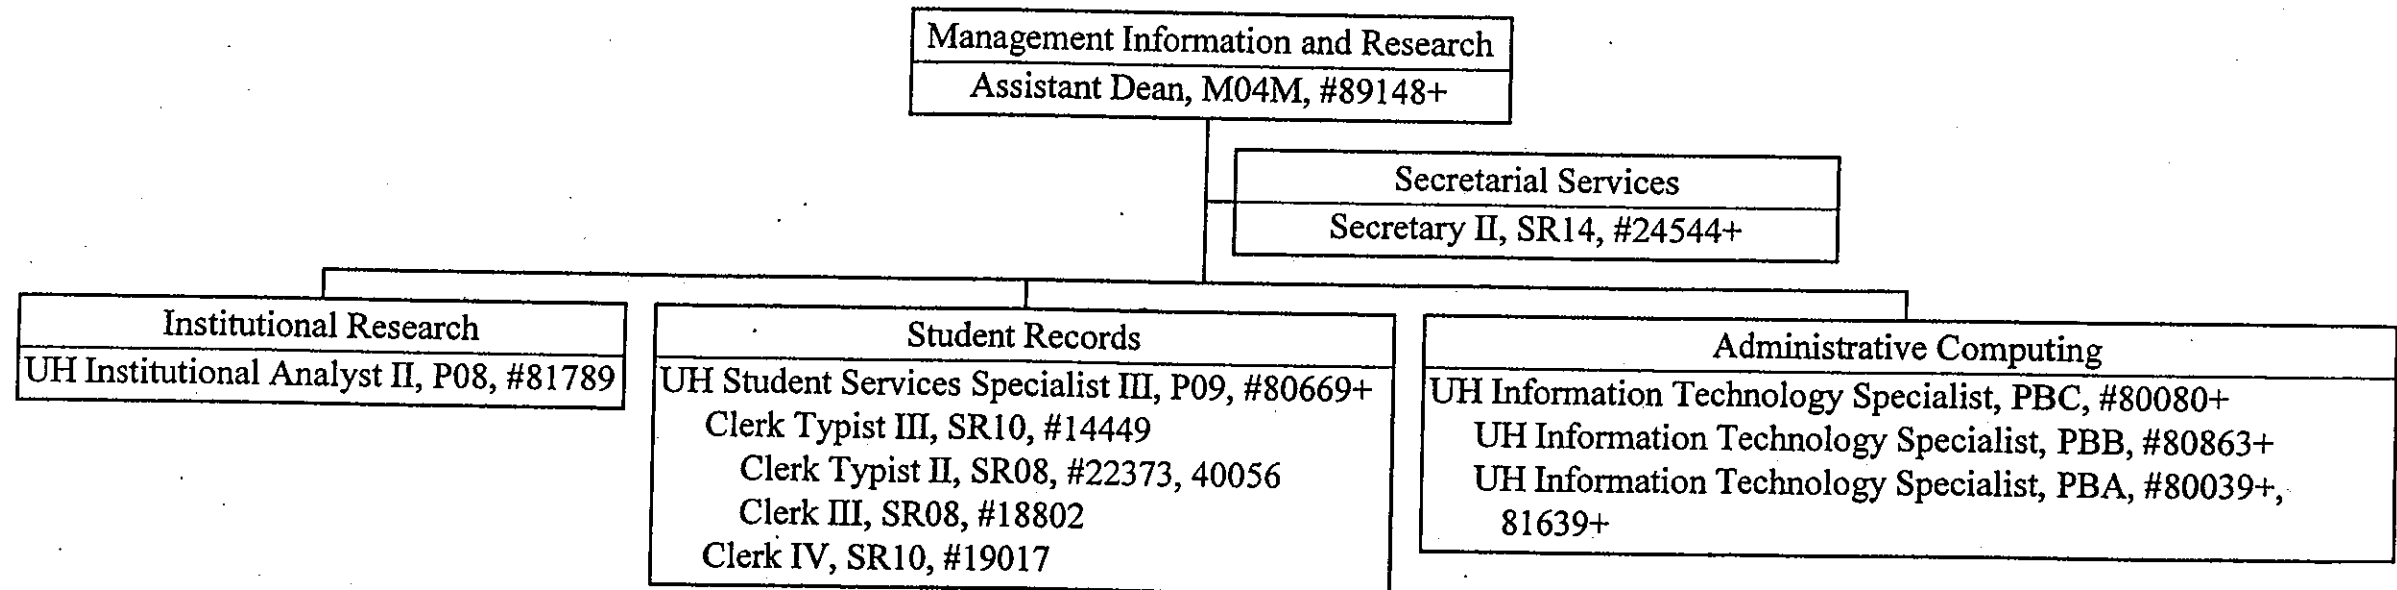 Management Information and Research
Assistant Dean, M04M, #89148+
Secretarial Services
Secretary II, SR14, #24544+
Institutional Research
UH Institutional Analyst II, P08, #81789
Student Records
UH Student Services Specialist III, P09, #80669+
Clerk Typist III, SR10, #14449
Clerk Typist II, SR08, #22373, 40056
Clerk III, SR08, #18802
Clerk IV, SR10, #19017
Administrative Computing
UH Information Technology Specialist, PBC, #80080+
UH Information Technology Specialist, PBB, #80863+
UH Information Technology Specialist, PBA, #80039+,
81639+